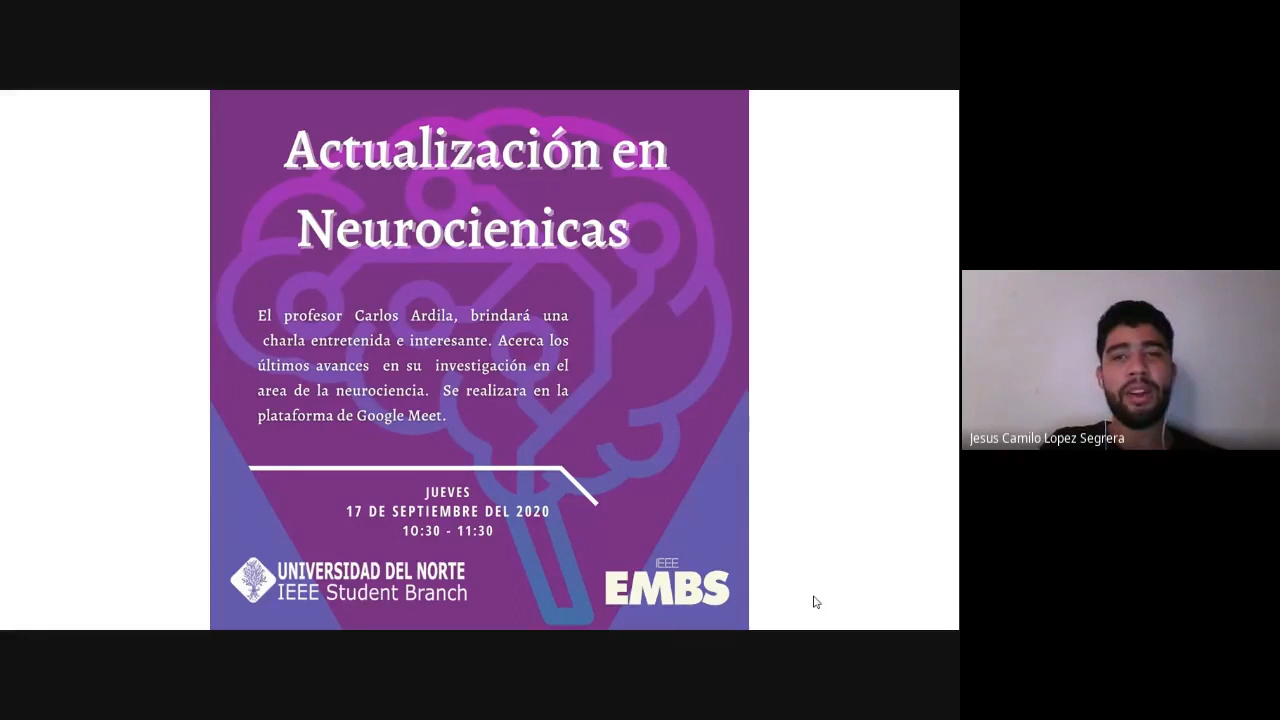 Actualización en
Neurocienicas
El profesor Carlos Ardila, brindará una
charla entretenida e interesante. Acerca los
últimos avances en su investigación en el
area de la neurociencia. Se realizara en la
plataforma de Google Meet.
JUEVES
17 DE SEPTIEMBRE DEL 2020
10:30 - 11:30
UNIVERSIDAD DEL NORTE
IEEE Student Branch
IEEE
EMBS
Jesus Camilo Lopez Segrera